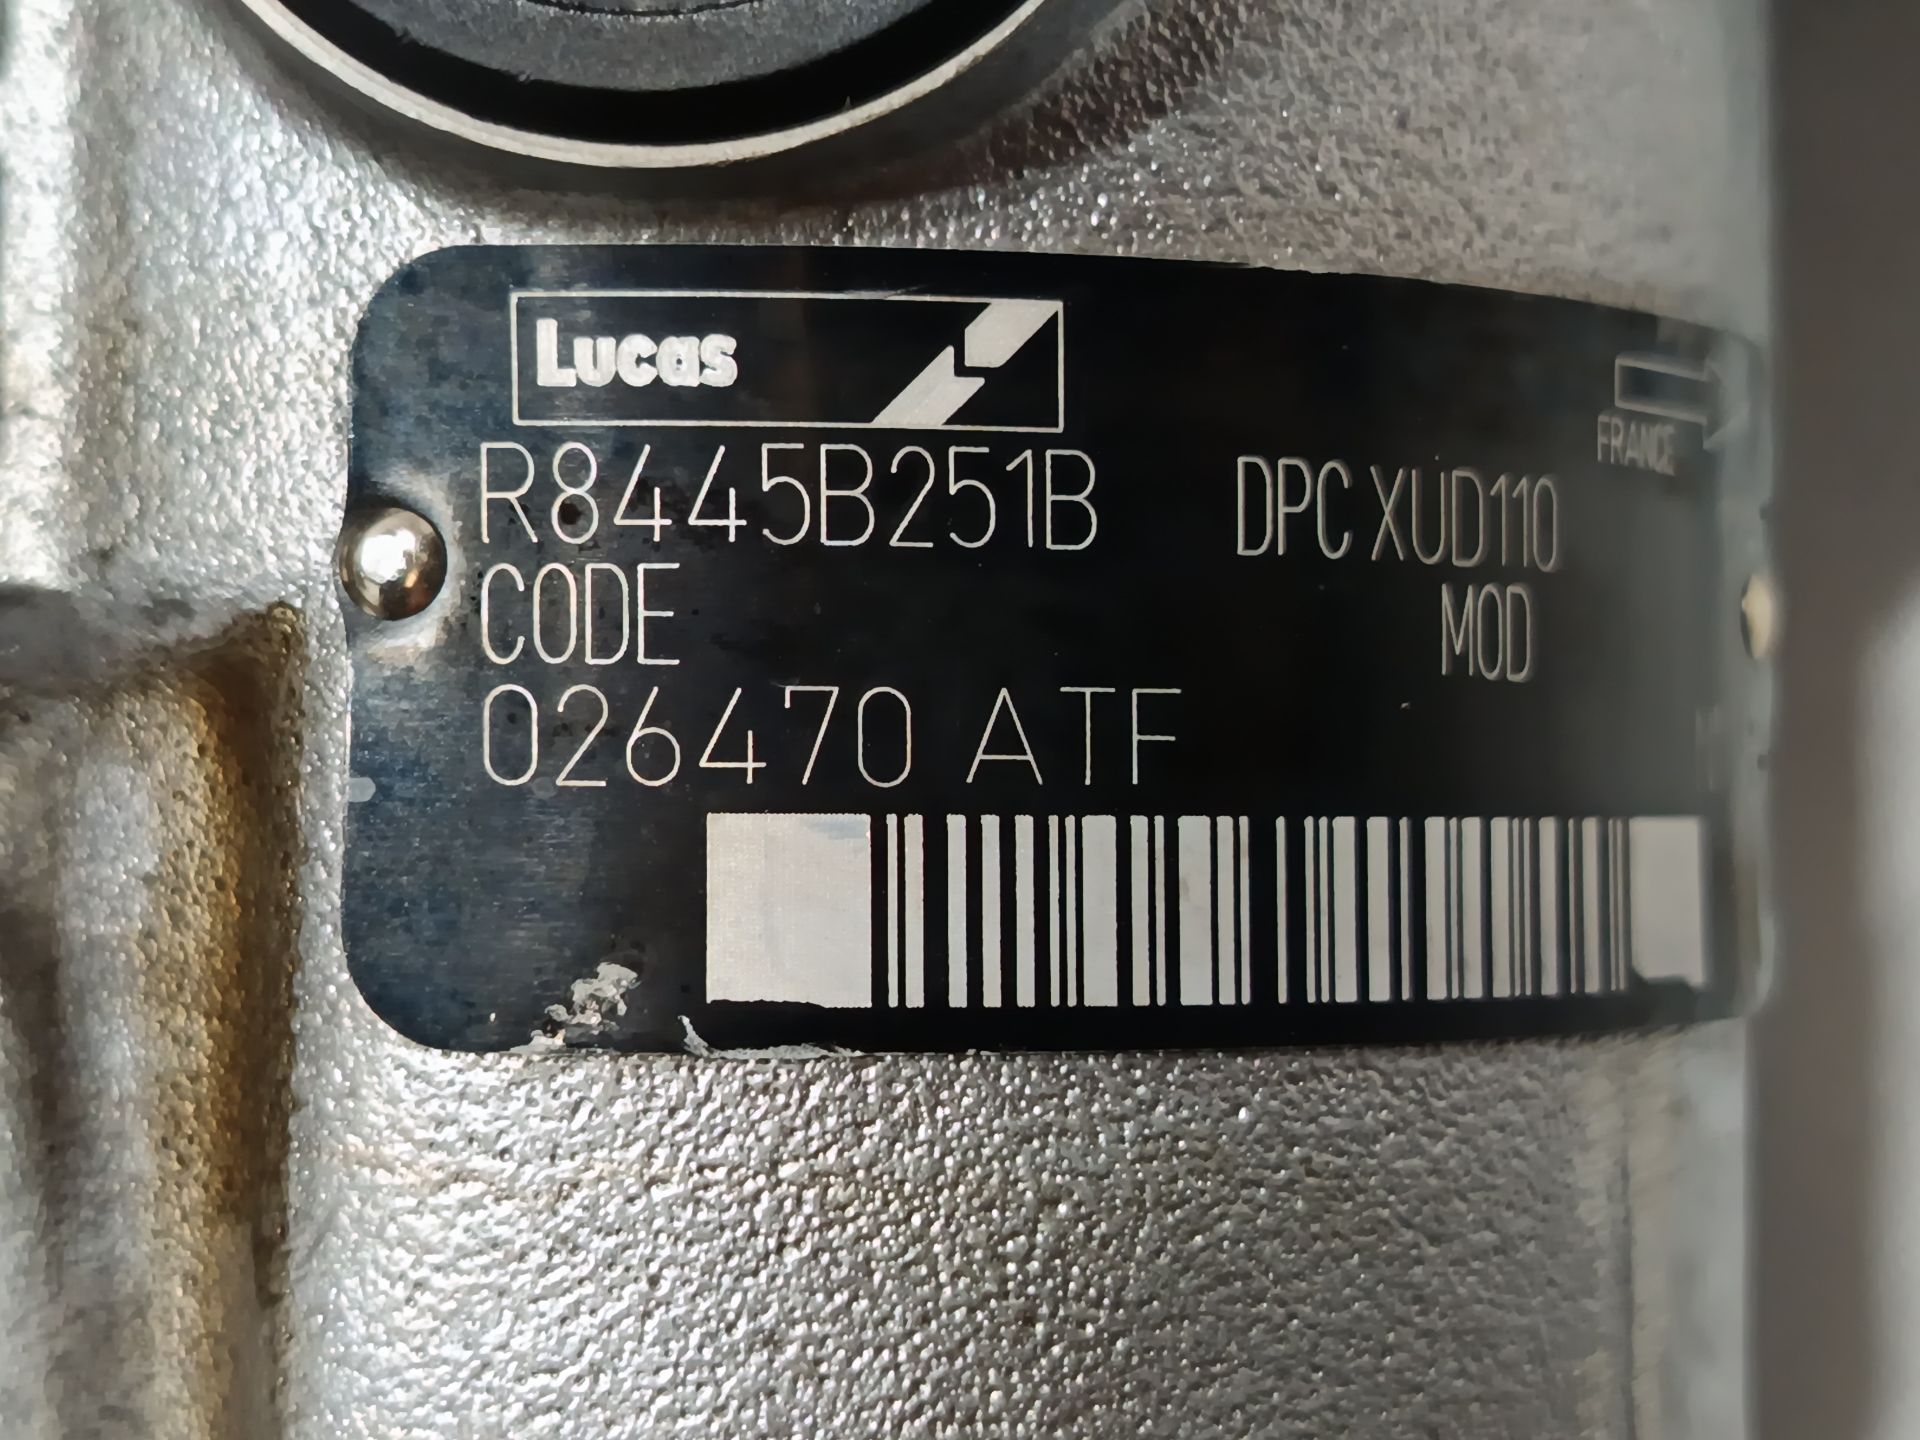 Lucas
FRANCE
R8445B251B DPC XUD110
CODE MOD
026470 ATF